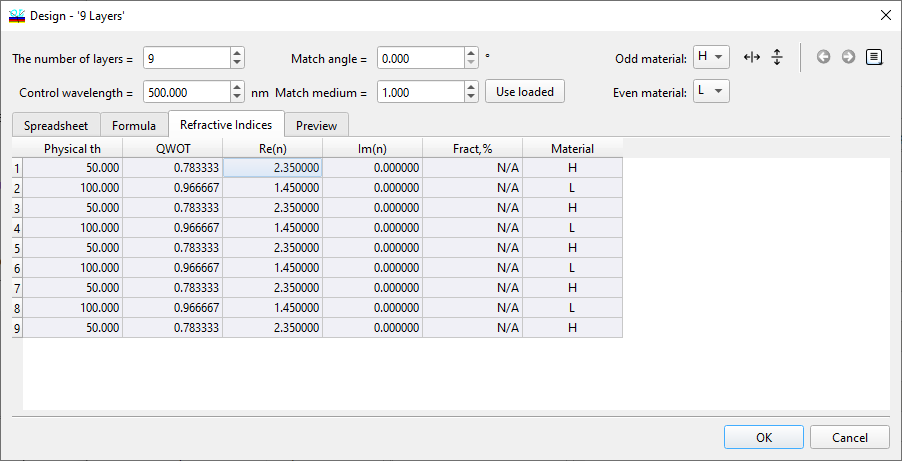 Design - '9 Layers'
The number of layers = 9 Match angle = 0.000 ° Odd material: H
Control wavelength = 500.000 nm Match medium = 1.000 Use loaded Even material: L
Spreadsheet Formula Refractive Indices Preview
Physical th QWOT Re(n) Im(n) Fract,% Material
1 50.000 0.783333 2.350000 0.000000 N/A H
2 100.000 0.966667 1.450000 0.000000 N/A L
3 50.000 0.783333 2.350000 0.000000 N/A H
4 100.000 0.966667 1.450000 0.000000 N/A L
5 50.000 0.783333 2.350000 0.000000 N/A H
6 100.000 0.966667 1.450000 0.000000 N/A L
7 50.000 0.783333 2.350000 0.000000 N/A H
8 100.000 0.966667 1.450000 0.000000 N/A L
9 50.000 0.783333 2.350000 0.000000 N/A H
OK Cancel